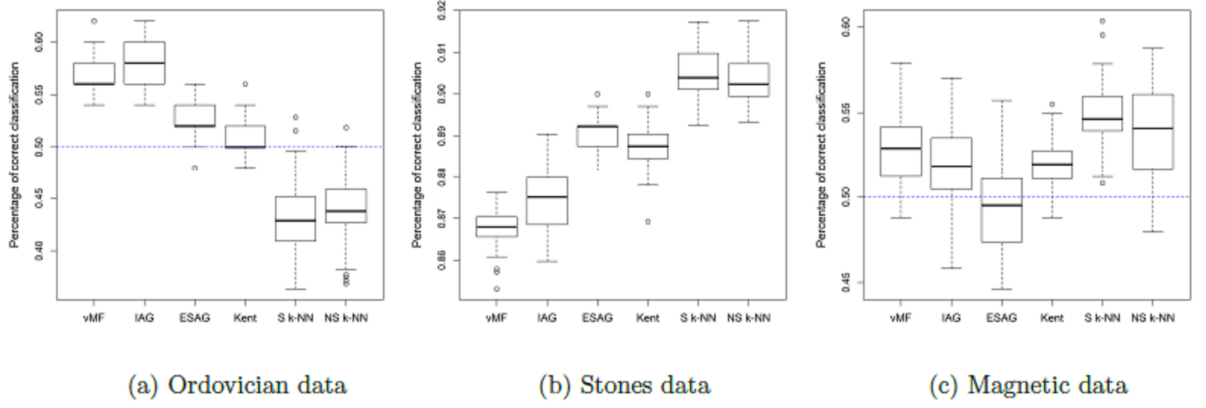 Percentage of correct classification
0.60
0.55
0.50
0.45
0.40
vMF IAG ESAG Kent S k-NN NS k-NN
(a) Ordovician data
Percentage of correct classification
0.92
0.91
0.90
0.89
0.88
0.87
0.86
vMF IAG ESAG Kent S k-NN NS k-NN
(b) Stones data
Percentage of correct classification
0.60
0.55
0.50
0.45
vMF IAG ESAG Kent S k-NN NS k-NN
(c) Magnetic data